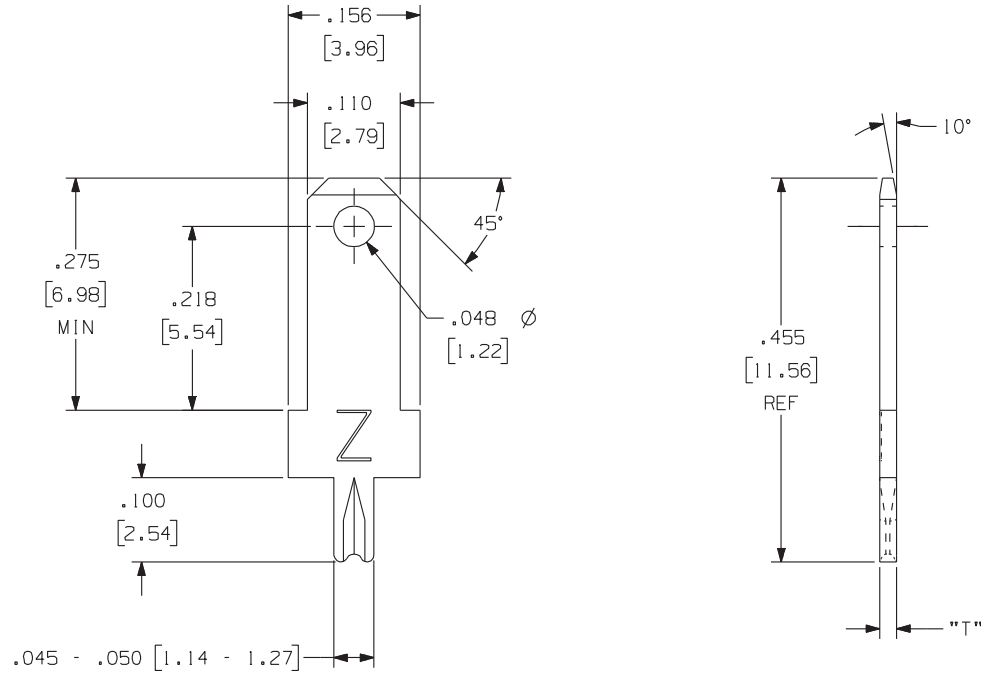 .156
[3.96]
.110
[2.79]
10°
45°
.275
[6.98]
MIN
.218
[5.54]
.048 Ø
[1.22]
.455
[11.56]
REF
Z
.100
[2.54]
"T"
.045 - .050 [1.14 - 1.27]